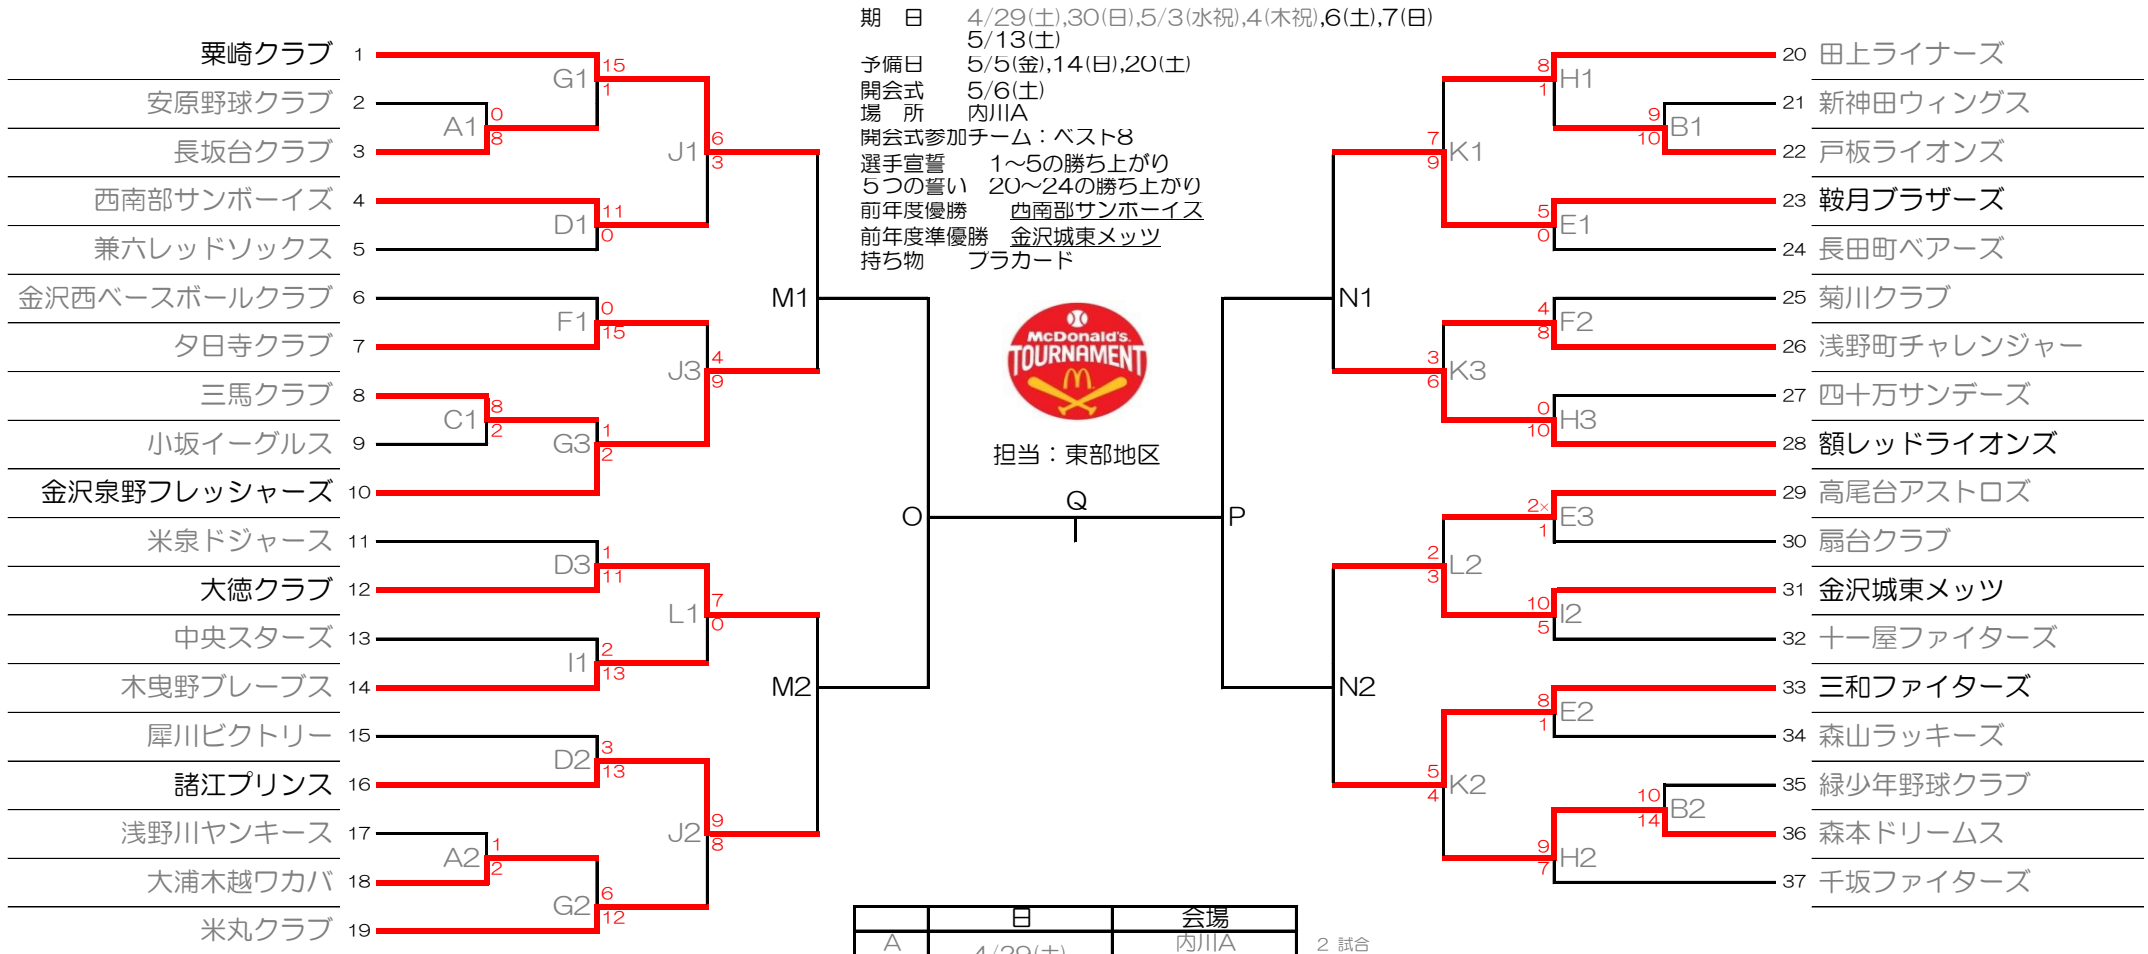 期　日　4/29(土),30(日),5/3(水祝),4(木祝),6(土),7(日)
5/13(土)
予備日　5/5(金),14(日),20(土)
開会式　5/6(土)
場　所　内川A
開会式参加チーム：ベスト8
選手宣誓　1～5の勝ち上がり
5つの誓い　20～24の勝ち上がり
前年度優勝　西南部サンボーイズ
前年度準優勝　金沢城東メッツ
持ち物　プラカード
McDonald's
TOURNAMENT
担当：東部地区
粟崎クラブ 1
安原野球クラブ 2
長坂台クラブ 3
西南部サンボーイズ 4
兼六レッドソックス 5
金沢西ベースボールクラブ 6
夕日寺クラブ 7
三馬クラブ 8
小坂イーグルス 9
金沢泉野フレッシャーズ 10
米泉ドジャース 11
大徳クラブ 12
中央スターズ 13
木曳野ブレーブス 14
犀川ビクトリー 15
諸江プリンス 16
浅野川ヤンキース 17
大浦木越ワカバ 18
米丸クラブ 19
A1 0 8
C1 8 2
A2 1 2
G1 15 1
D1 11 0
F1 0 15
G3 1 2
D3 1 11
I1 2 13
D2 3 13
G2 6 12
J1 6 3
J3 4 9
L1 7 0
J2 9 8
M1
M2
O
Q
P
N1
N2
7 9 K1
3 6 K3
2 3 L2
5 4 K2
8 1 H1
5 0 E1
4 8 F2
0 10 H3
2× 1 E3
10 5 I2
8 1 E2
9 7 H2
9 10 B1
10 14 B2
20 田上ライナーズ
21 新神田ウィングス
22 戸板ライオンズ
23 鞍月ブラザーズ
24 長田町ベアーズ
25 菊川クラブ
26 浅野町チャレンジャー
27 四十万サンデーズ
28 額レッドライオンズ
29 高尾台アストロズ
30 扇台クラブ
31 金沢城東メッツ
32 十一屋ファイターズ
33 三和ファイターズ
34 森山ラッキーズ
35 緑少年野球クラブ
36 森本ドリームス
37 千坂ファイターズ
日 会場
A 4/29(土) 内川A 2 試合